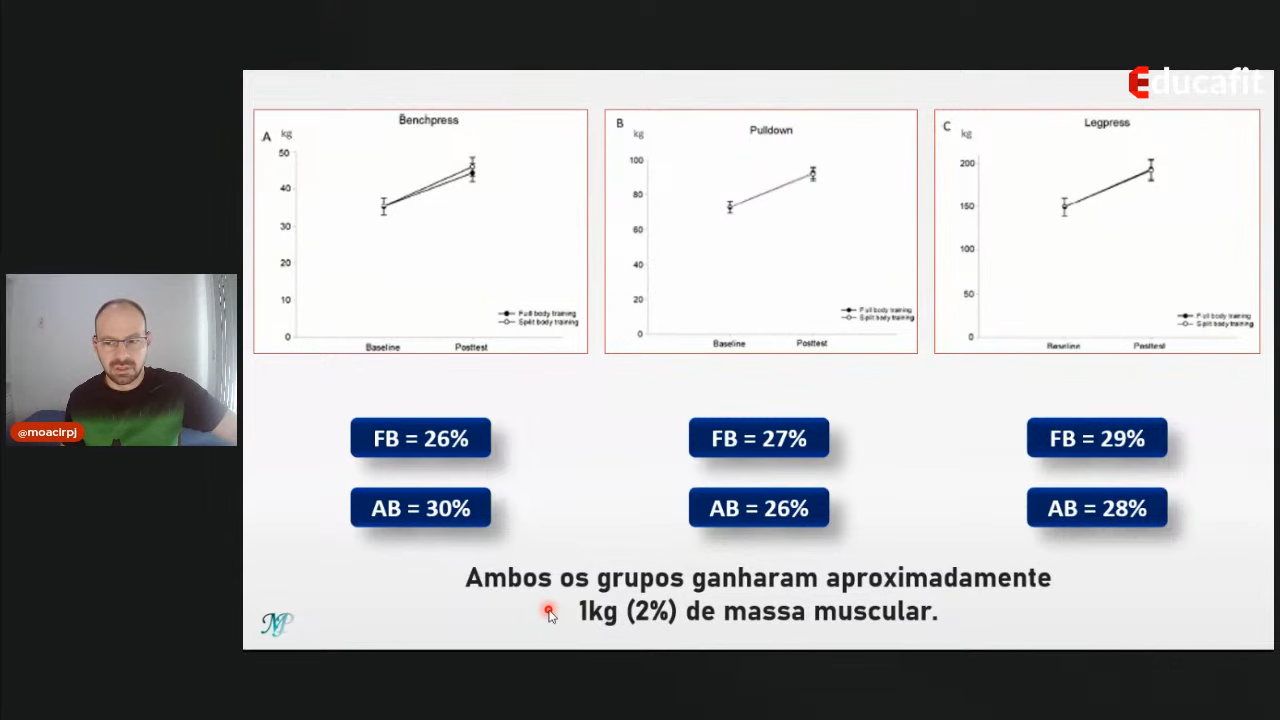 Educafit
A
kg
Benchpress
50
40
30
20
10
0
Baseline
Posttest
Full body training
Split body training
B
kg
Pulldown
100
80
60
40
20
0
Baseline
Posttest
Full body training
Split body training
C
kg
Legpress
200
150
100
50
0
Baseline
Posttest
Full body training
Split body training
FB = 26%
FB = 27%
FB = 29%
AB = 30%
AB = 26%
AB = 28%
Ambos os grupos ganharam aproximadamente
1kg (2%) de massa muscular.
@moacirpj
MP